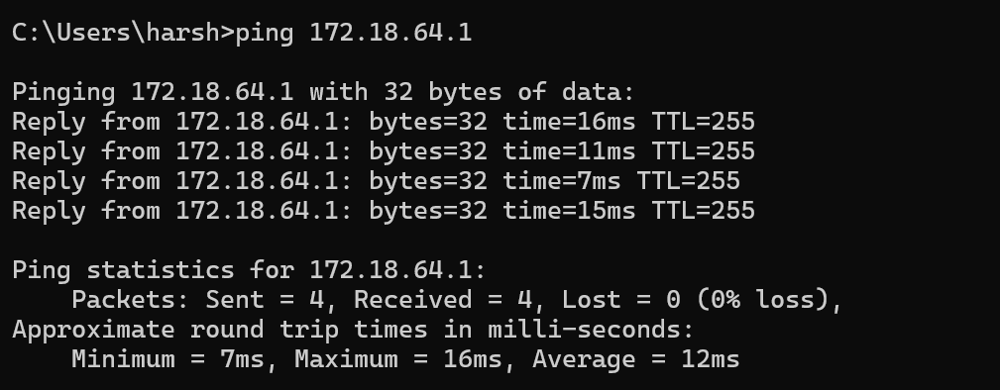 C:\Users\harsh>ping 172.18.64.1
Pinging 172.18.64.1 with 32 bytes of data:
Reply from 172.18.64.1: bytes=32 time=16ms TTL=255
Reply from 172.18.64.1: bytes=32 time=11ms TTL=255
Reply from 172.18.64.1: bytes=32 time=7ms TTL=255
Reply from 172.18.64.1: bytes=32 time=15ms TTL=255
Ping statistics for 172.18.64.1:
    Packets: Sent = 4, Received = 4, Lost = 0 (0% loss),
Approximate round trip times in milli-seconds:
    Minimum = 7ms, Maximum = 16ms, Average = 12ms